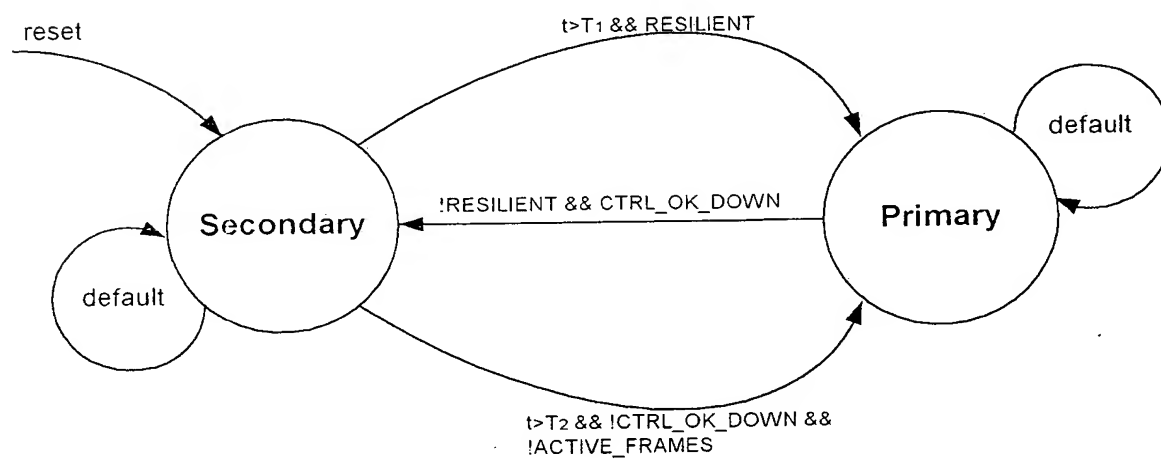 reset
t>T1 && RESILIENT
default
!RESILIENT && CTRL_OK_DOWN
Secondary
Primary
default
t>T2 && !CTRL_OK_DOWN &&
!ACTIVE_FRAMES